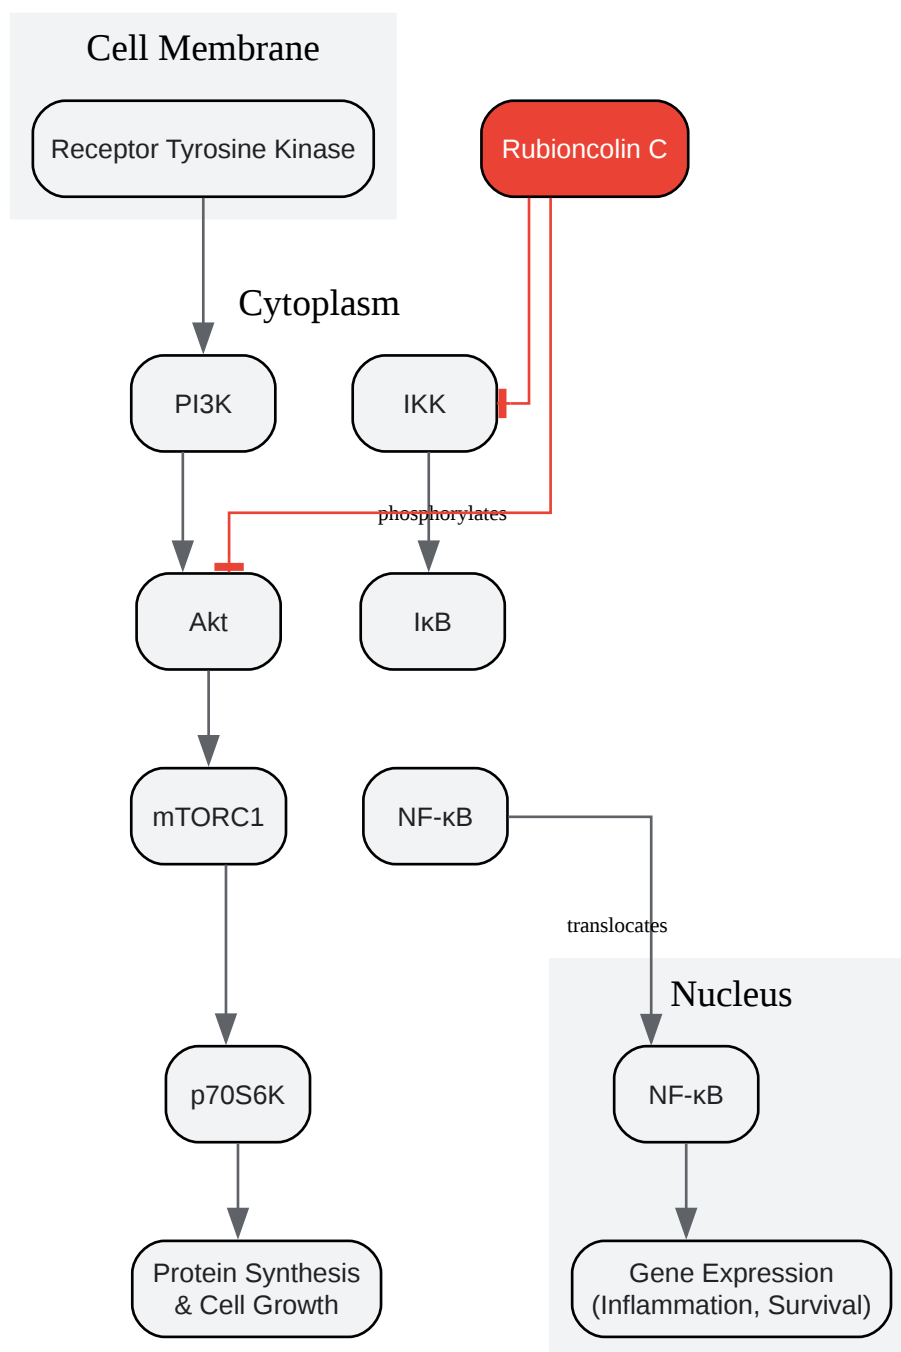 Cell Membrane
Receptor Tyrosine Kinase
Rubioncolin C
Cytoplasm
PI3K
IKK
phosphorylates
Akt
IκB
mTORC1
NF-κB
translocates
Nucleus
p70S6K
NF-κB
Protein Synthesis
& Cell Growth
Gene Expression
(Inflammation, Survival)